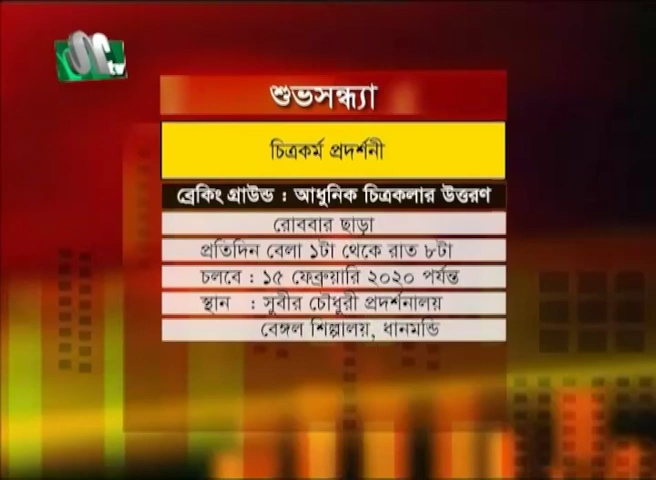 tv
শুভসন্ধ্যা
চিত্রকর্ম প্রদর্শনী
ব্রেকিং গ্রাউন্ড : আধুনিক চিত্রকলার উত্তরণ
রোববার ছাড়া
প্রতিদিন বেলা ১টা থেকে রাত ৮টা
চলবে : ১৫ ফেব্রুয়ারি ২০২০ পর্যন্ত
স্থান : সুবীর চৌধুরী প্রদর্শনালয়
বেঙ্গল শিল্পালয়, ধানমন্ডি